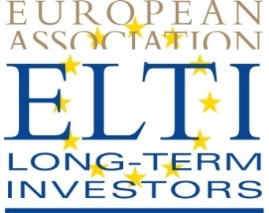 EUROPEAN
ASSOCIATION
ELTI
LONG-TERM
INVESTORS